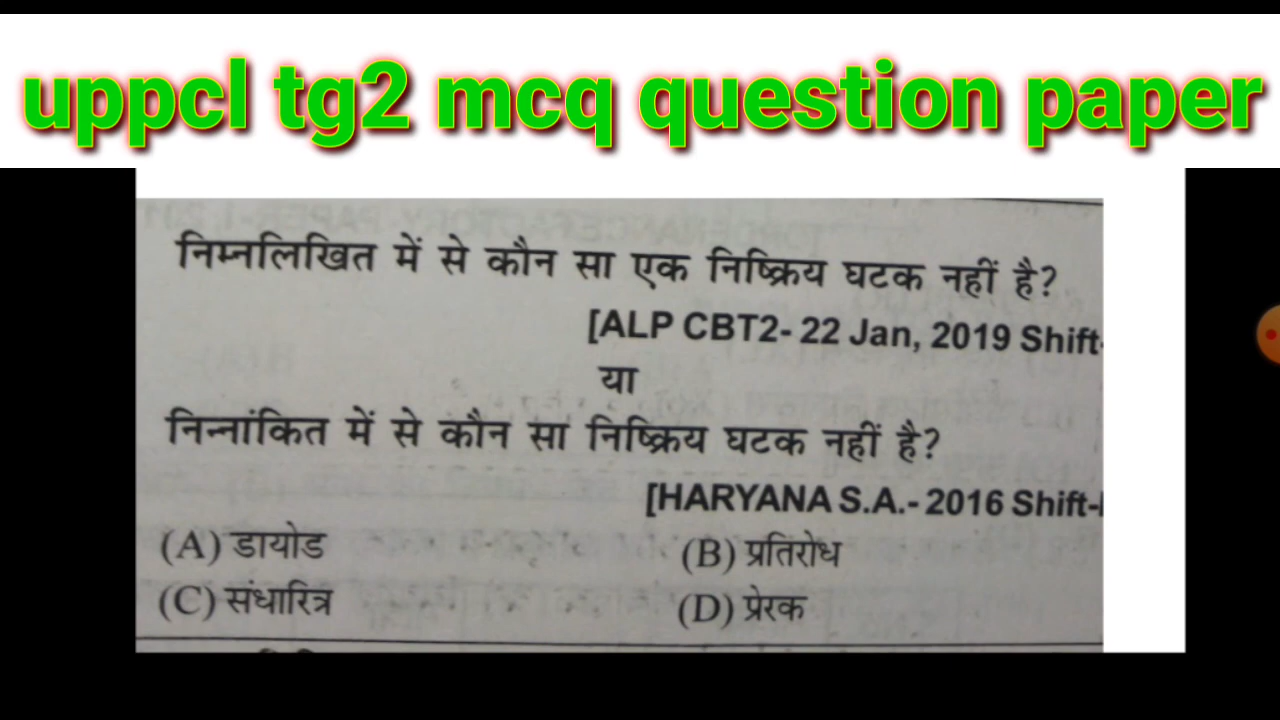 uppcl tg2 mcq question paper
निम्नलिखित में से कौन सा एक निष्क्रिय घटक नहीं है?
[ALP CBT2- 22 Jan, 2019 Shift-
या
निन्नांकित में से कौन सा निष्क्रिय घटक नहीं है?
[HARYANA S.A.- 2016 Shift-
(A) डायोड (B) प्रतिरोध
(C) संधारित्र (D) प्रेरक